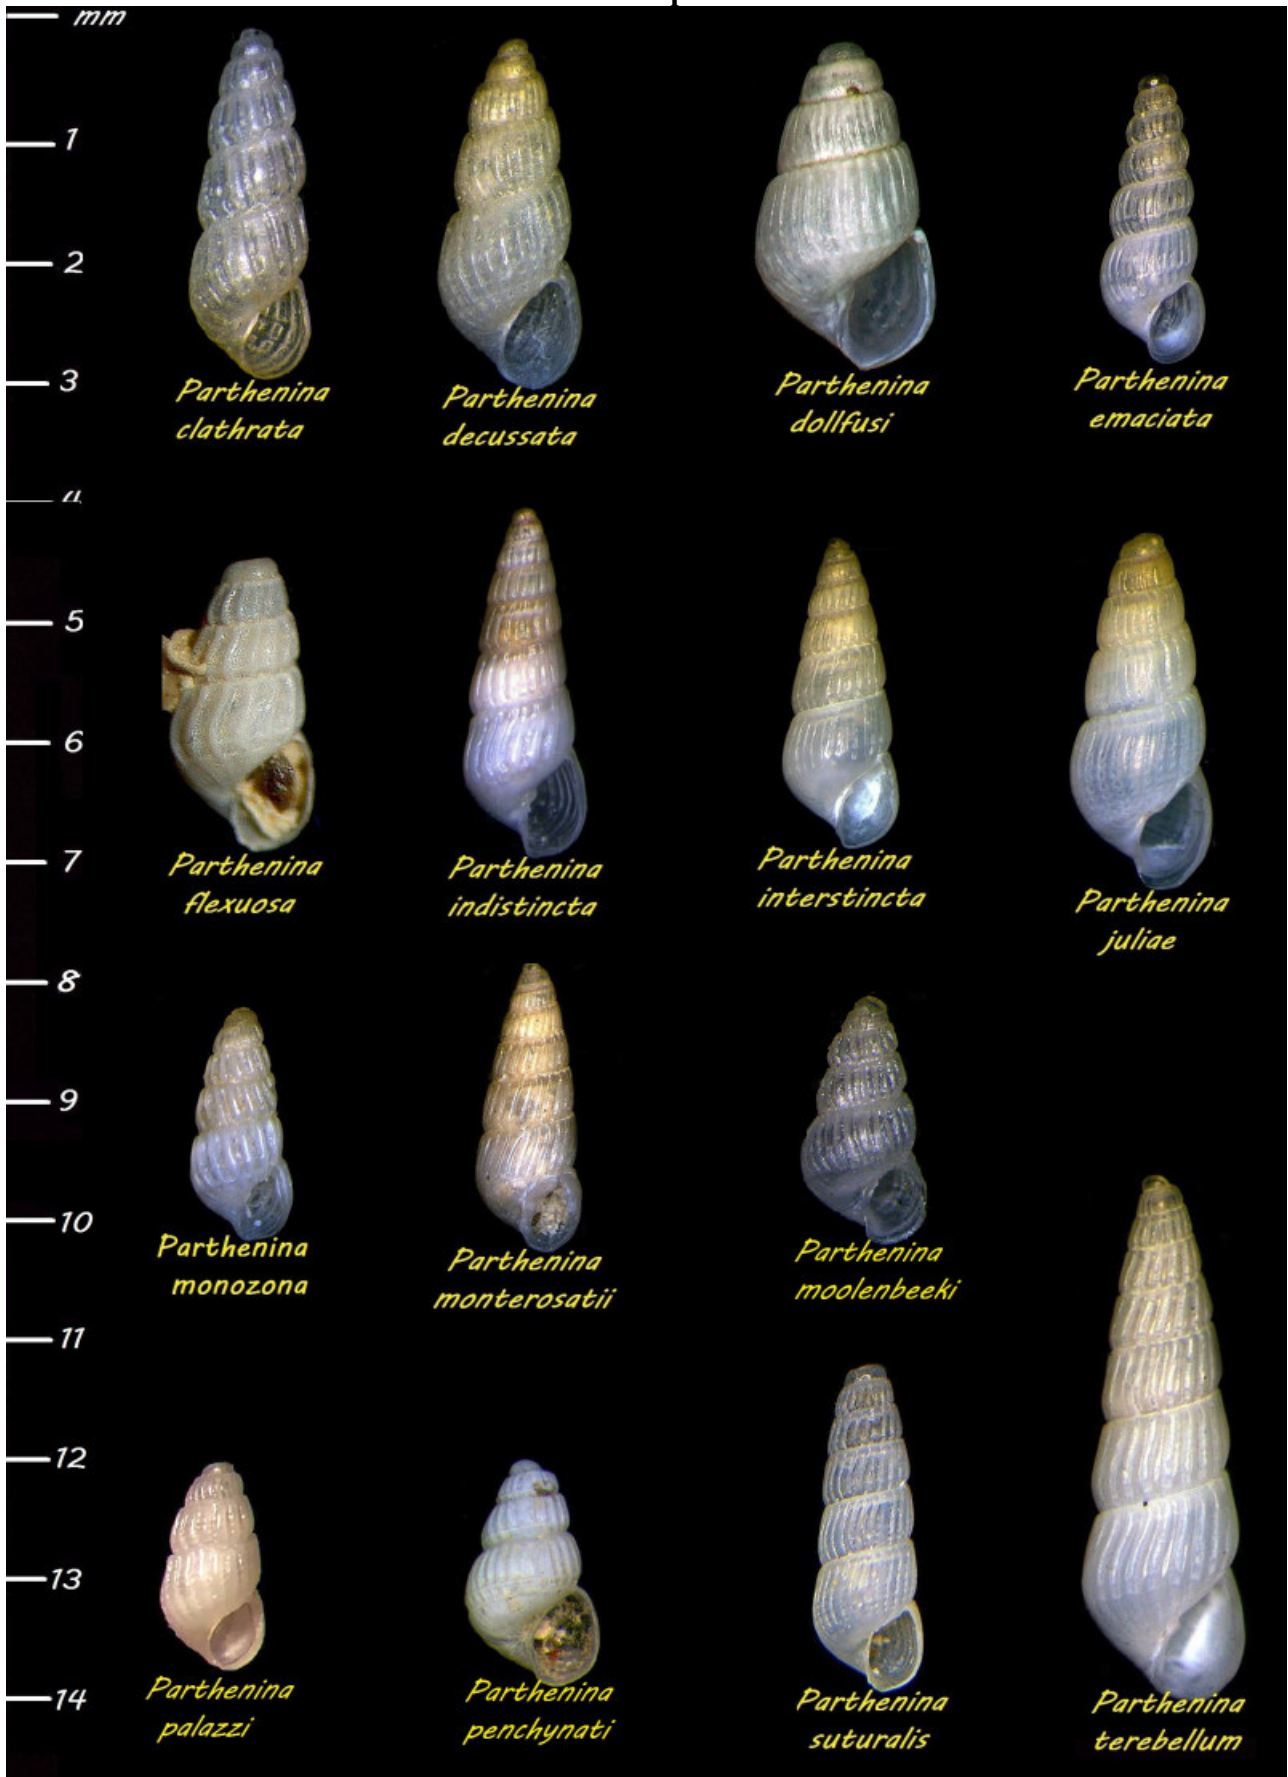 mm
1
2
3
Parthenina
clathrata
Parthenina
decussata
Parthenina
dollfusi
Parthenina
emaciata
4
5
6
7
Parthenina
flexuosa
Parthenina
indistincta
Parthenina
interstincta
Parthenina
juliae
8
9
10
Parthenina
monozona
Parthenina
monterosatii
Parthenina
moolenbeeki
11
12
13
14
Parthenina
palazzi
Parthenina
penchynati
Parthenina
suturalis
Parthenina
terebellum